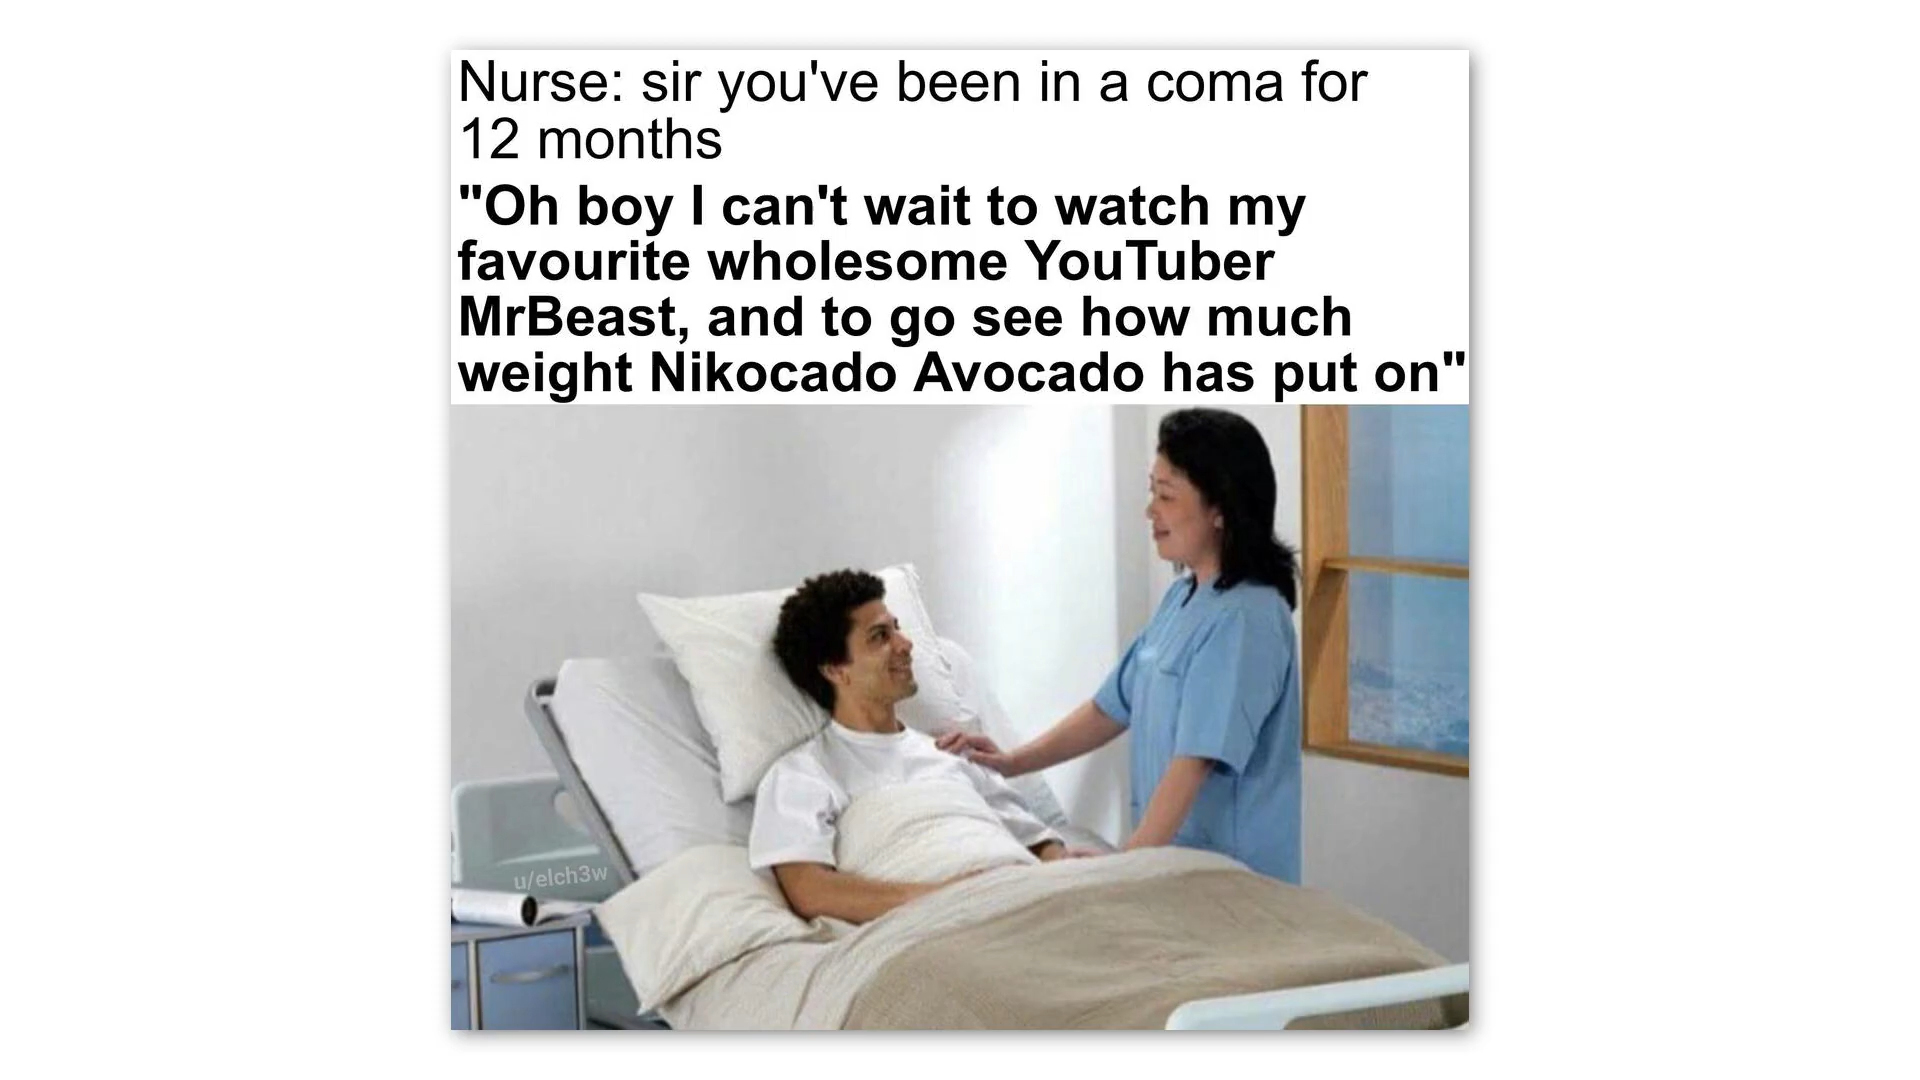 Nurse: sir you've been in a coma for
12 months
"Oh boy I can't wait to watch my
favourite wholesome YouTuber
MrBeast, and to go see how much
weight Nikocado Avocado has put on"
u/elch3w